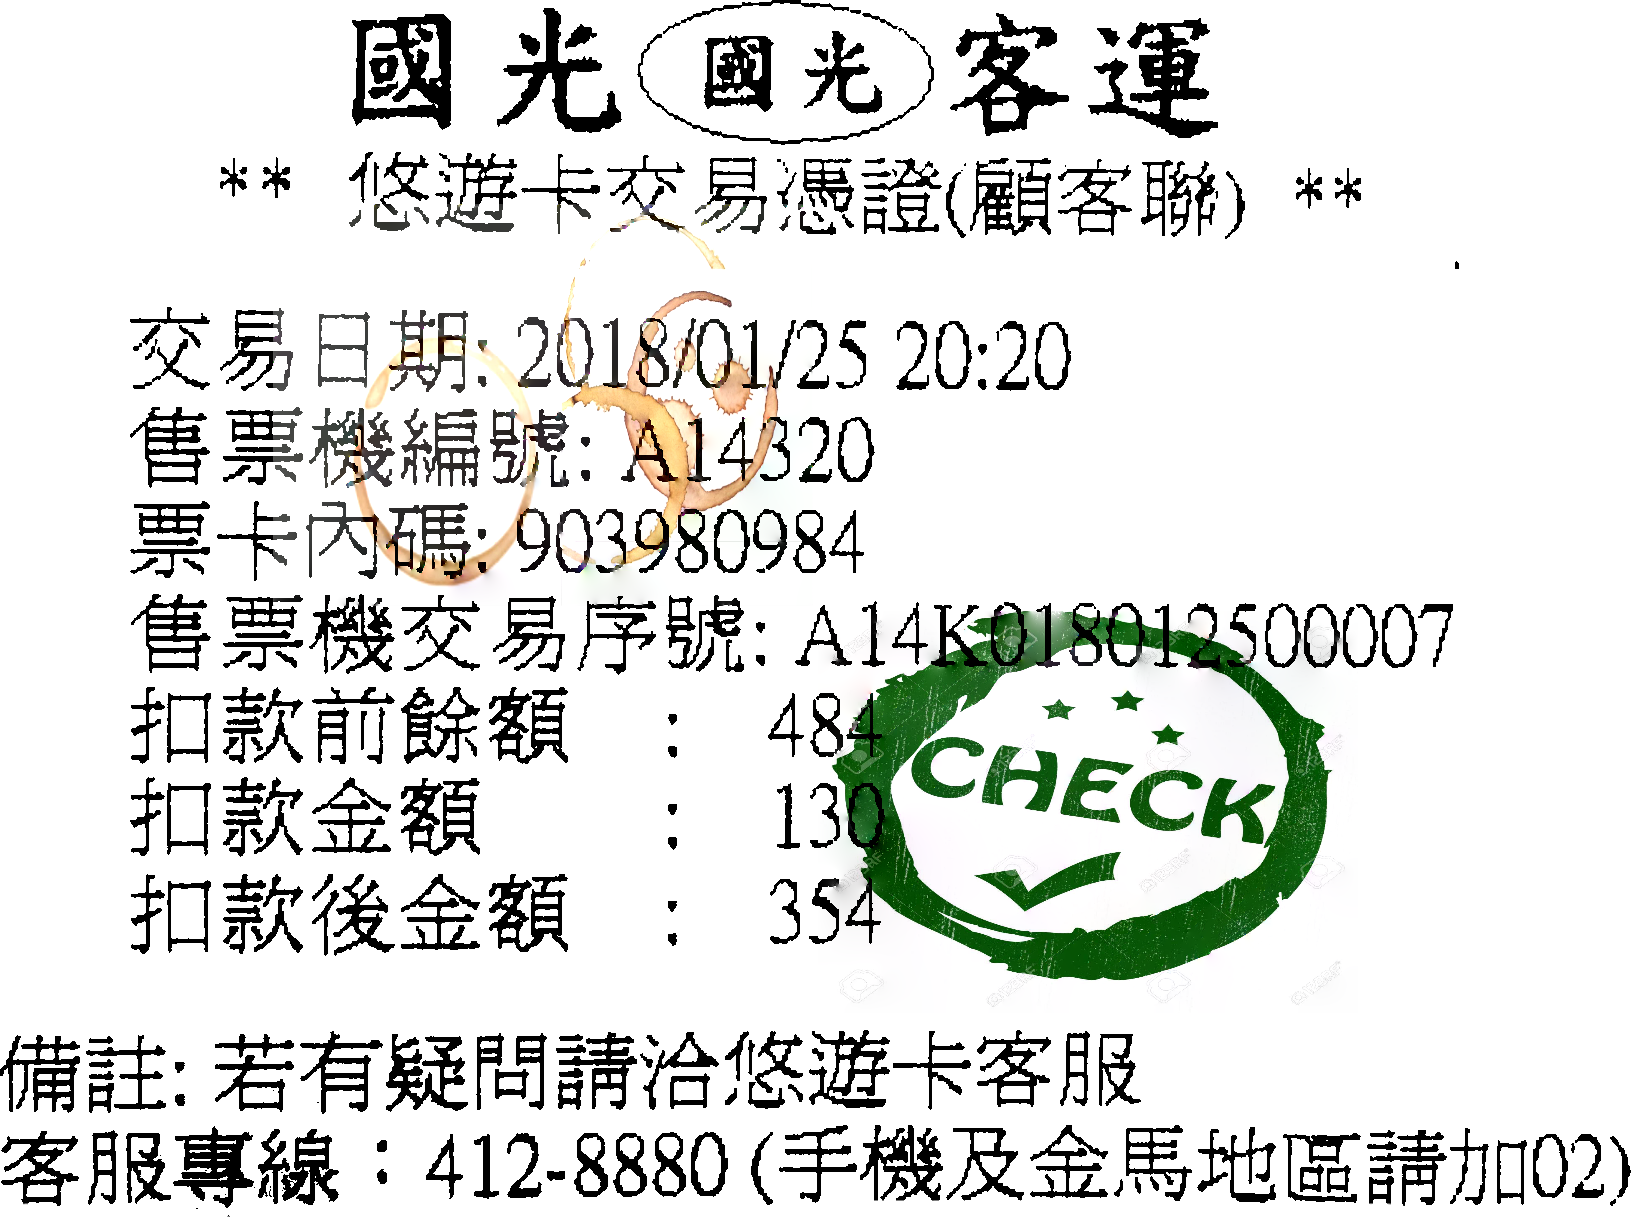 國光 國光 客運
** 悠遊卡交易憑證(顧客聯) **
交易日期: 2018/01/25 20:20
售票機編號: A14320
票卡內碼: 903980984
售票機交易序號: A14K018012500007
扣款前餘額 : 484
扣款金額 : 130
扣款後金額 : 354
CHECK
備註: 若有疑問請洽悠遊卡客服
客服專線：412-8880 (手機及金馬地區請加02)